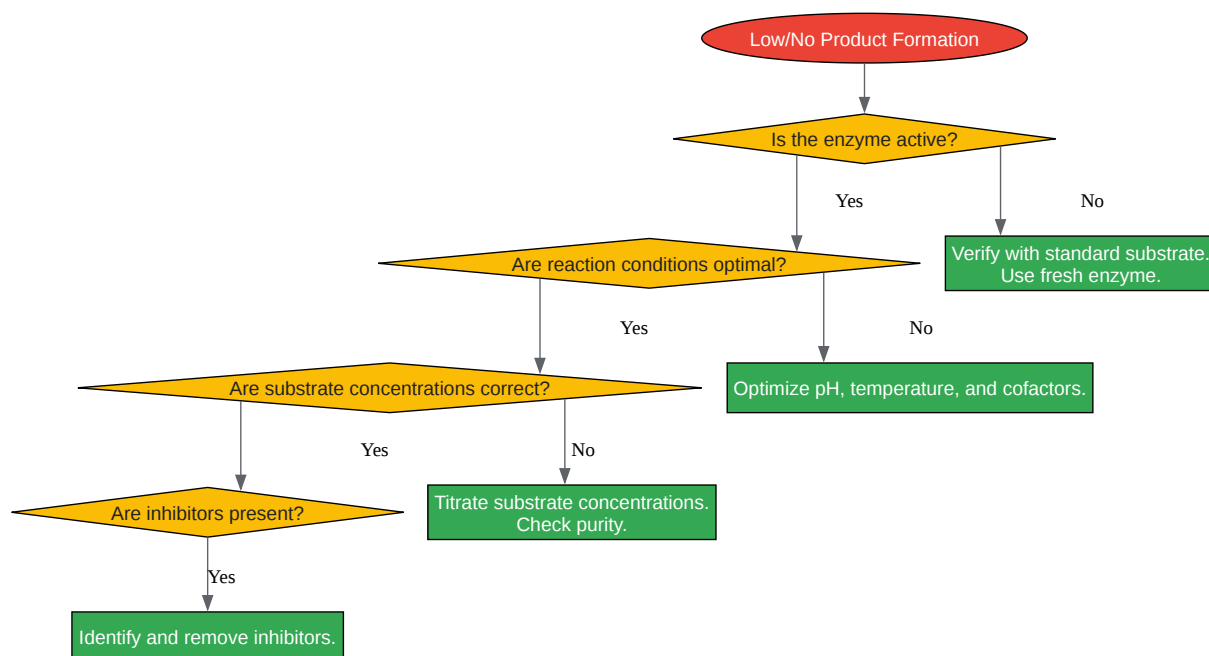 Low/No Product Formation
Is the enzyme active?
Yes
No
Verify with standard substrate.
Use fresh enzyme.
Are reaction conditions optimal?
Yes
No
Optimize pH, temperature, and cofactors.
Are substrate concentrations correct?
Yes
No
Titrate substrate concentrations.
Check purity.
Are inhibitors present?
Yes
Identify and remove inhibitors.